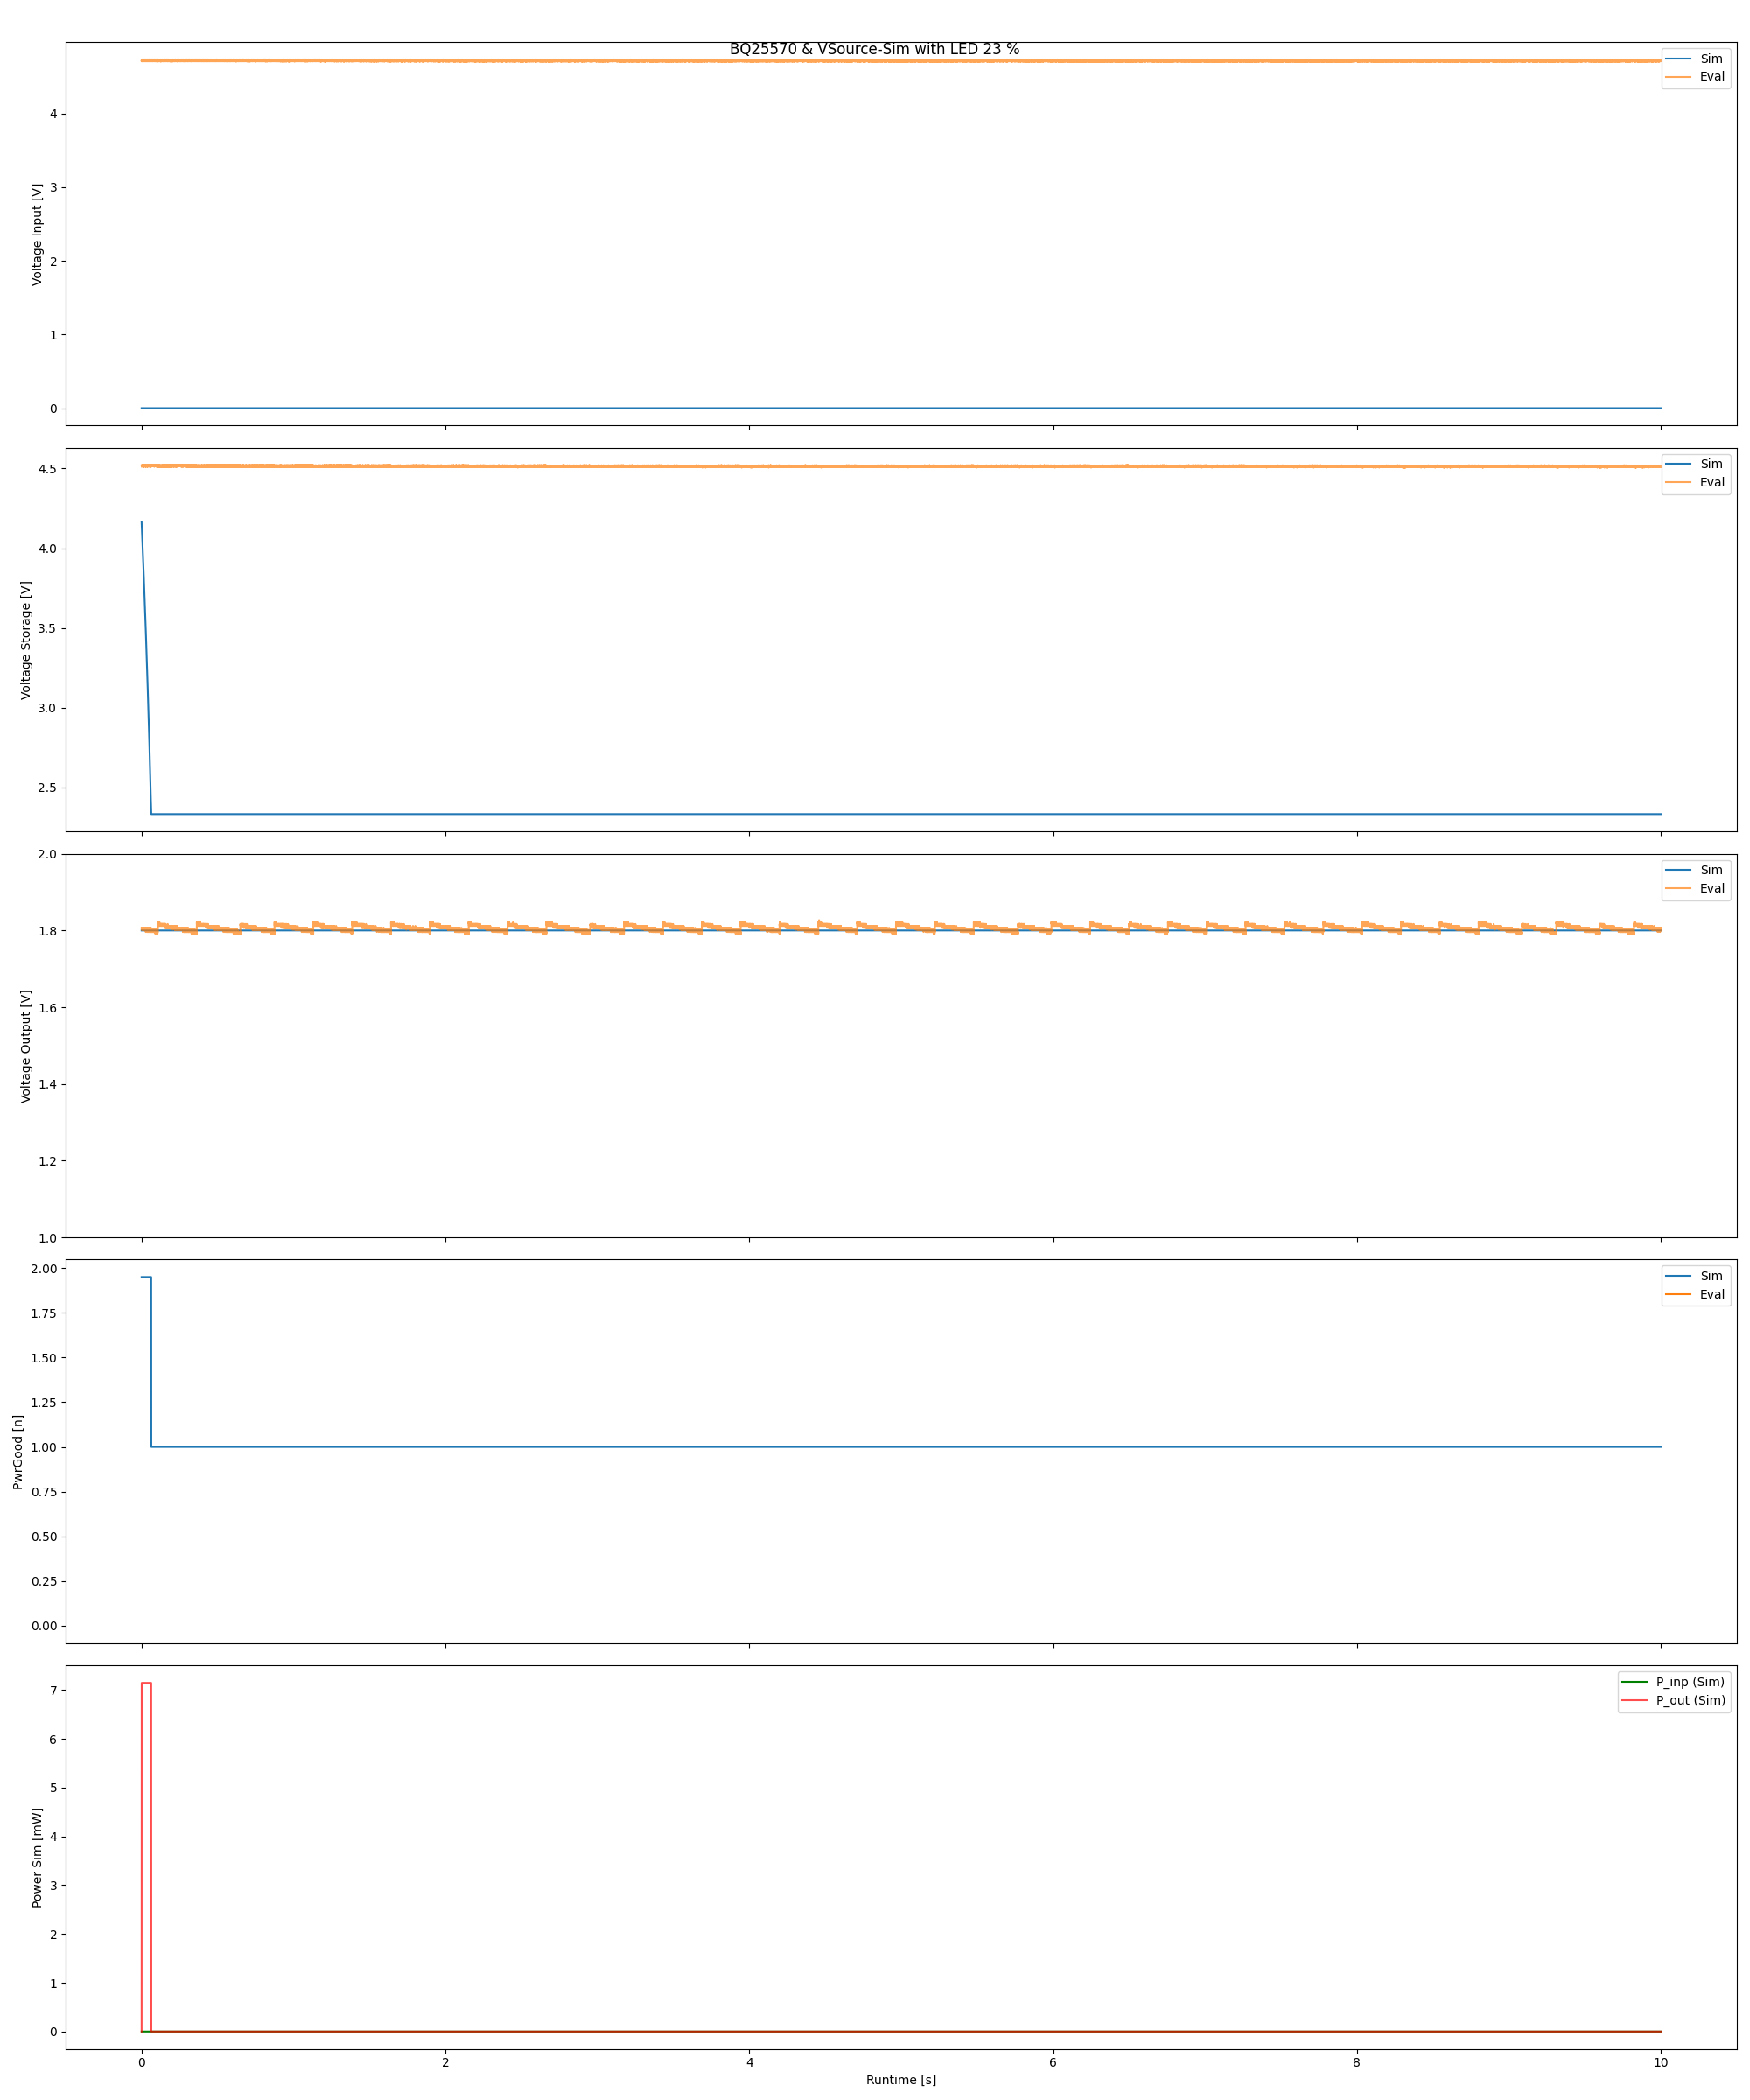 BQ25570 & VSource-Sim with LED 23 %
Sim
Eval
4
3
2
1
0
Voltage Input [V]
Sim
Eval
4.5
4.0
3.5
3.0
2.5
Voltage Storage [V]
Sim
Eval
2.0
1.8
1.6
1.4
1.2
1.0
Voltage Output [V]
Sim
Eval
2.00
1.75
1.50
1.25
1.00
0.75
0.50
0.25
0.00
PwrGood [n]
P_inp (Sim)
P_out (Sim)
7
6
5
4
3
2
1
0
Power Sim [mW]
0 2 4 6 8 10
Runtime [s]